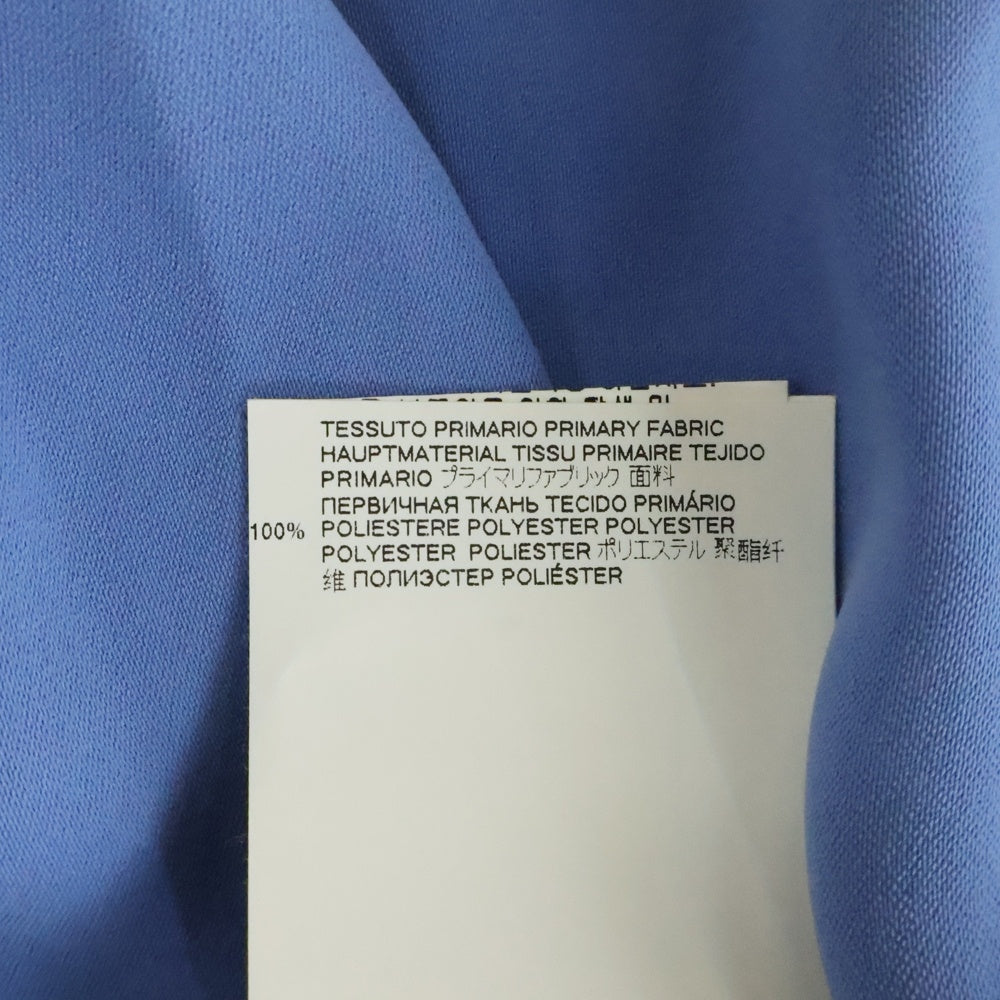 TESSUTO PRIMARIO PRIMARY FABRIC
HAUPTMATERIAL TISSU PRIMAIRE TEJIDO
PRIMARIO プライマリファブリック 面料
ПЕРВИЧНАЯ ТКАНЬ TECIDO PRIMÁRIO
100% POLIESTERE POLYESTER POLYESTER
POLYESTER POLIESTER ポリエステル 聚酯纤
维 ПОЛИЭСТЕР POLIÉSTER